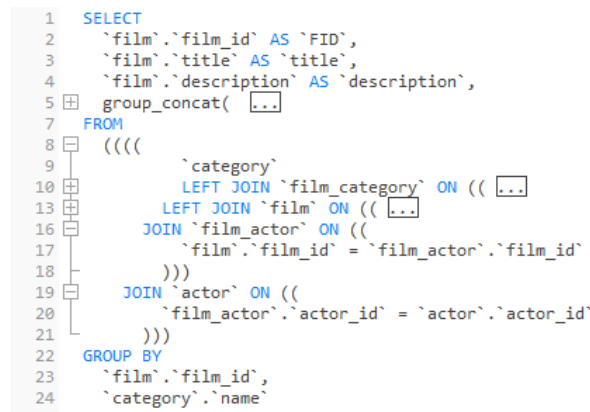 1 SELECT
2 `film`.`film_id` AS `FID`,
3 `film`.`title` AS `title`,
4 `film`.`description` AS `description`,
5 group_concat( ...
7 FROM
8 ((((
9 `category`
10 LEFT JOIN `film_category` ON (( ...
13 LEFT JOIN `film` ON (( ...
16 JOIN `film_actor` ON ((
17 `film`.`film_id` = `film_actor`.`film_id`
18 )))
19 JOIN `actor` ON ((
20 `film_actor`.`actor_id` = `actor`.`actor_id`
21 )))
22 GROUP BY
23 `film`.`film_id`,
24 `category`.`name`